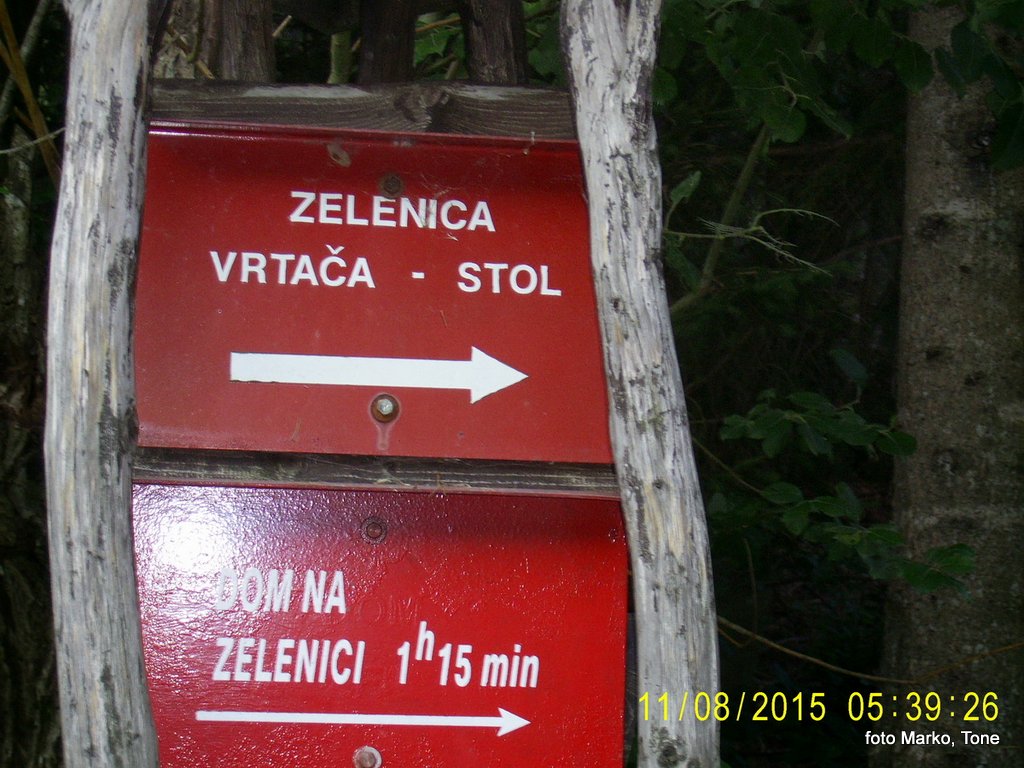 ZELENICA
VRTAČA - STOL
DOM NA
ZELENICI 1h15 min
11/08/2015 05:39:26
foto Marko, Tone